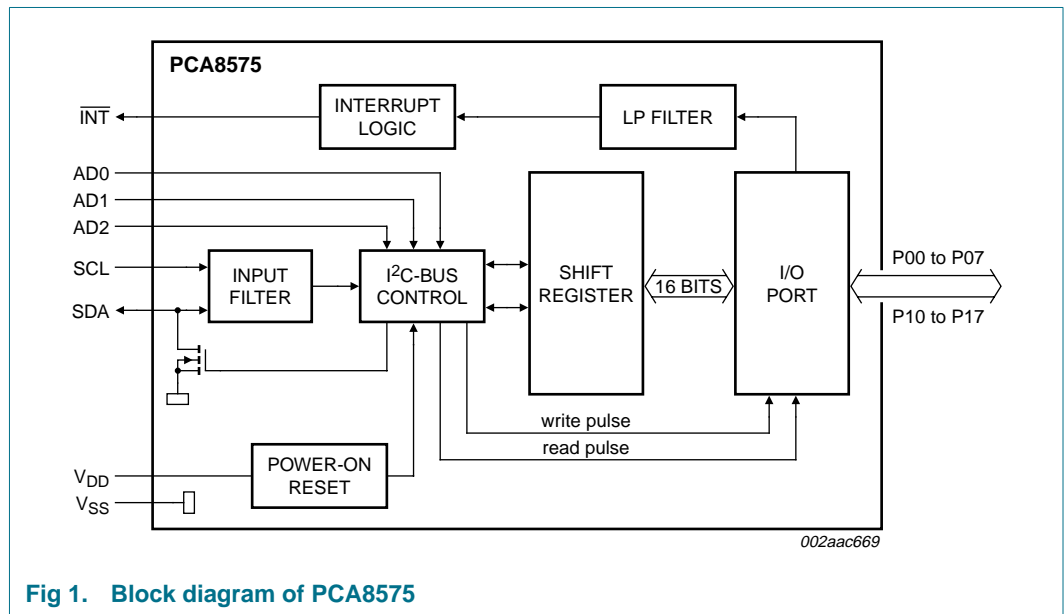 PCA8575
INT
INTERRUPT
LOGIC
LP FILTER
AD0
AD1
AD2
SCL
SDA
INPUT
FILTER
I²C-BUS
CONTROL
SHIFT
REGISTER
16 BITS
I/O
PORT
P00 to P07
P10 to P17
write pulse
read pulse
VDD
VSS
POWER-ON
RESET
002aac669
Fig 1. Block diagram of PCA8575